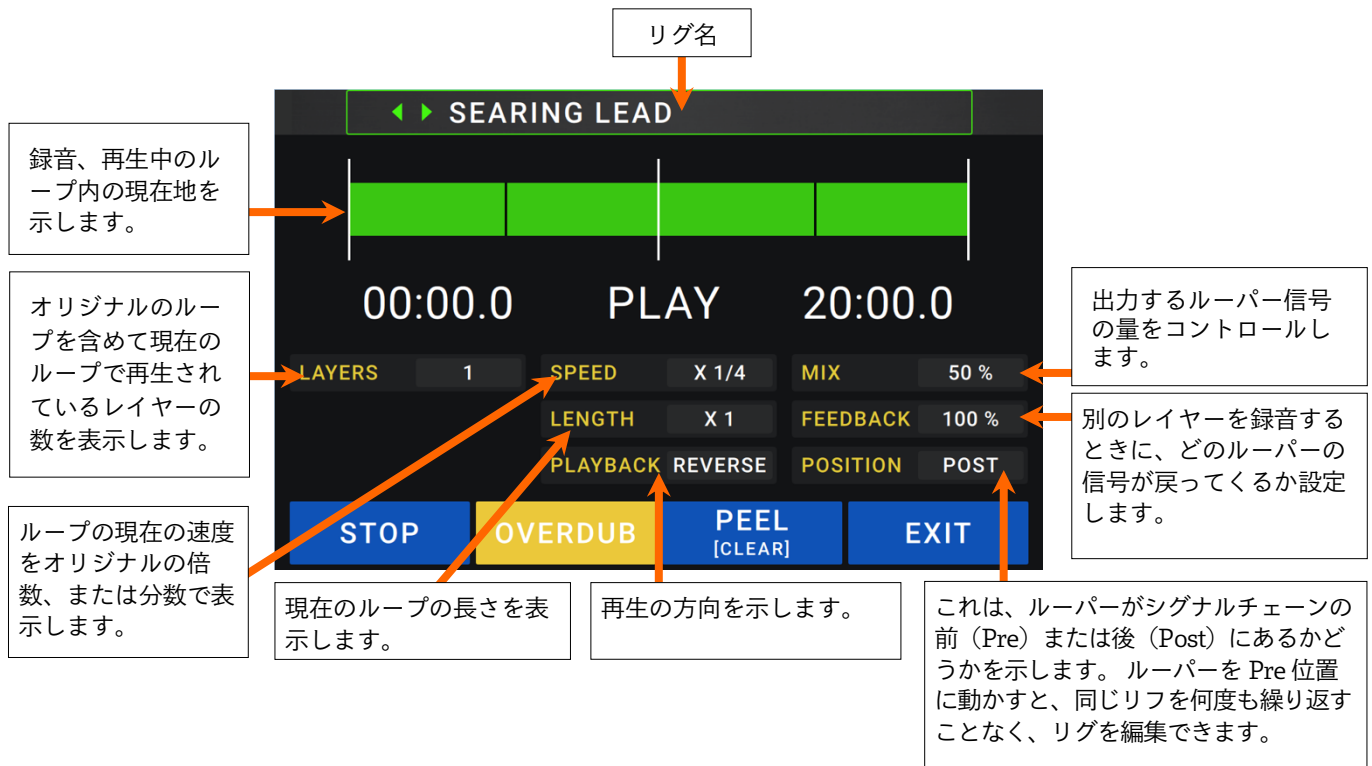 リグ名
SEARING LEAD
録音、再生中のル
ープ内の現在地を
示します。
00:00.0 PLAY 20:00.0
オリジナルのルー
プを含めて現在の
ループで再生され
ているレイヤーの
数を表示します。
出力するルーパー信号
の量をコントロールし
ます。
LAYERS 1 SPEED X 1/4 MIX 50 %
LENGTH X 1 FEEDBACK 100 %
PLAYBACK REVERSE POSITION POST
別のレイヤーを録音する
ときに、どのルーパーの
信号が戻ってくるか設定
します。
STOP OVERDUB PEEL EXIT
[CLEAR]
ループの現在の速度
をオリジナルの倍
数、または分数で表
示します。
現在のループの長さを表
示します。
再生の方向を示します。
これは、ルーパーがシグナルチェーンの
前（Pre）または後（Post）にあるかど
うかを示します。 ルーパーを Pre 位置
に動かすと、同じリフを何度も繰り返す
ことなく、リグを編集できます。